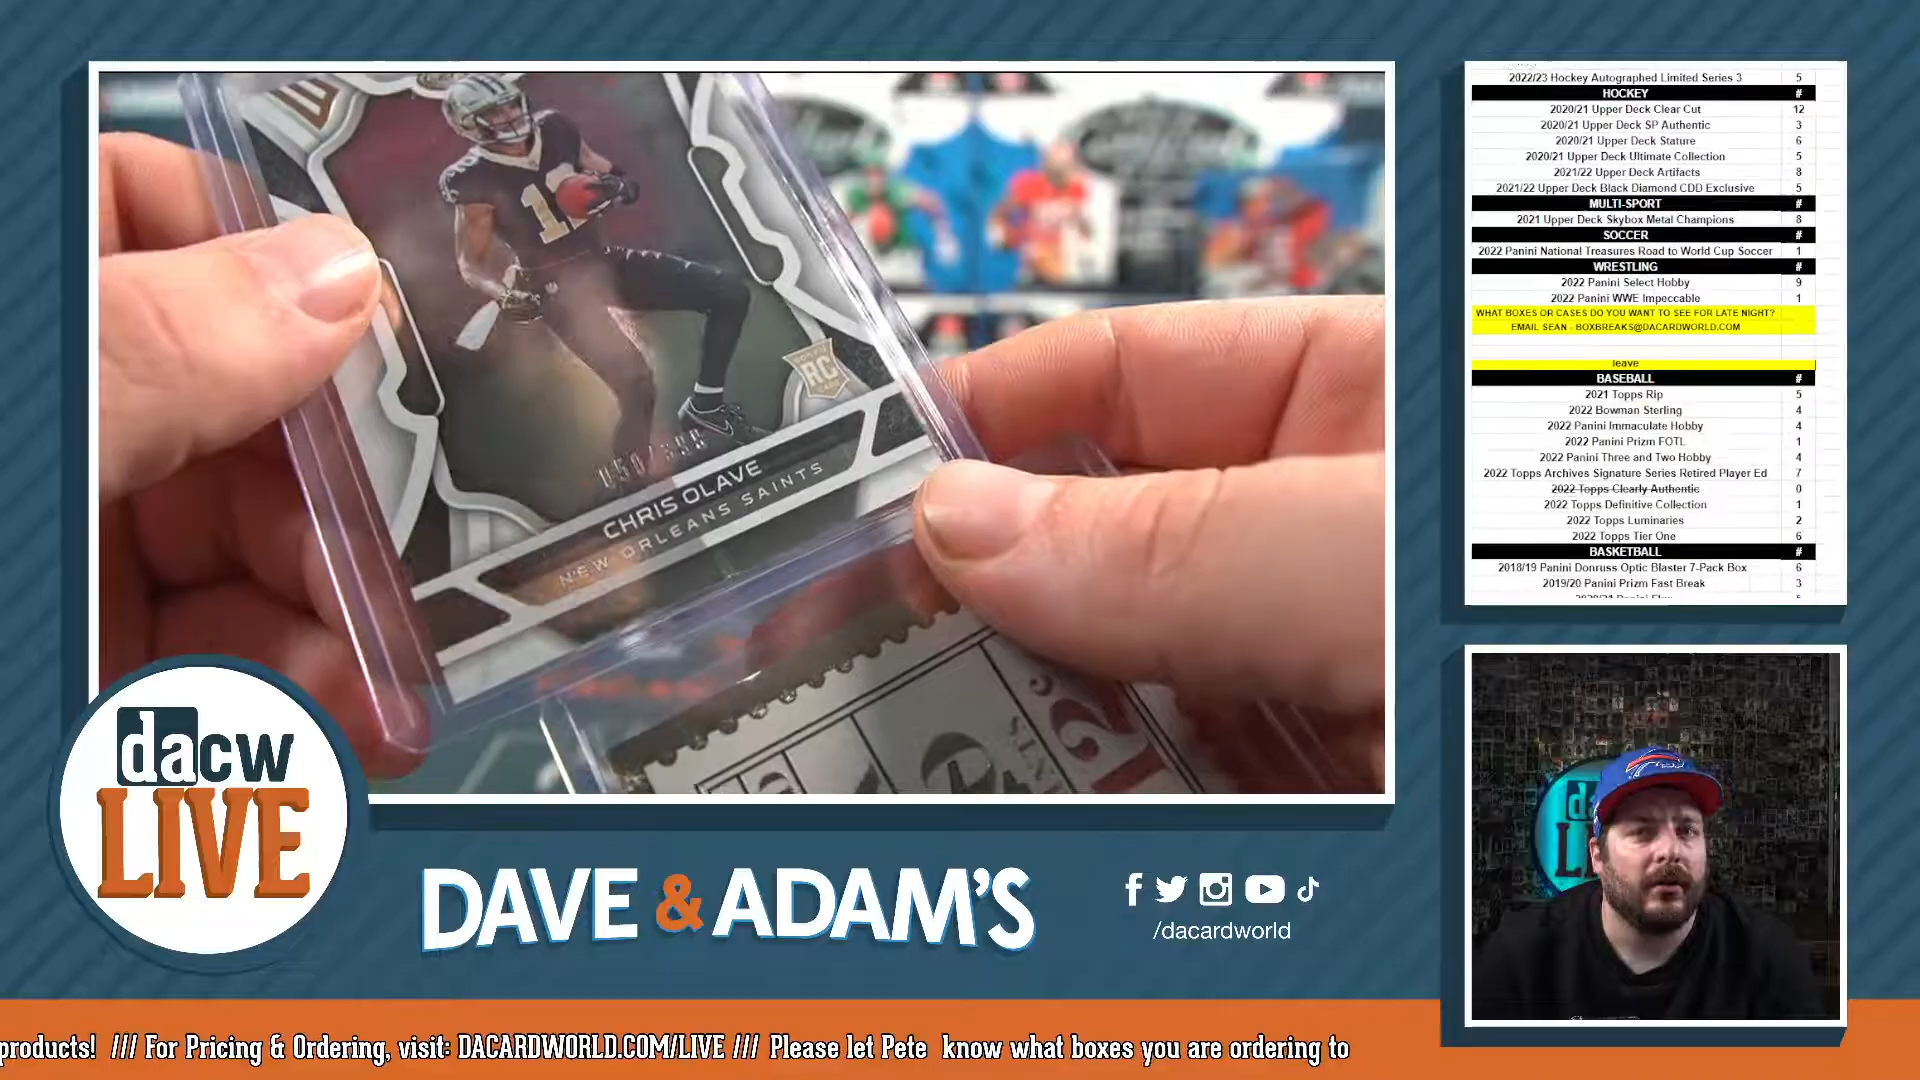 12
RC
050/399
CHRIS OLAVE
NEW ORLEANS SAINTS
2022/23 Hockey Autographed Limited Series 3 5
HOCKEY #
2020/21 Upper Deck Clear Cut 12
2020/21 Upper Deck SP Authentic 3
2020/21 Upper Deck Stature 6
2020/21 Upper Deck Ultimate Collection 5
2021/22 Upper Deck Artifacts 8
2021/22 Upper Deck Black Diamond CDD Exclusive 5
MULTI-SPORT #
2021 Upper Deck Skybox Metal Champions 8
SOCCER #
2022 Panini National Treasures Road to World Cup Soccer 1
WRESTLING #
2022 Panini Select Hobby 9
2022 Panini WWE Impeccable 1
WHAT BOXES OR CASES DO YOU WANT TO SEE FOR LATE NIGHT?
EMAIL SEAN - BOXBREAKS@DACARDWORLD.COM
leave
BASEBALL #
2021 Topps Rip 5
2022 Bowman Sterling 4
2022 Panini Immaculate Hobby 4
2022 Panini Prizm FOTL 1
2022 Panini Three and Two Hobby 4
2022 Topps Archives Signature Series Retired Player Ed 7
2022 Topps Clearly Authentic 0
2022 Topps Definitive Collection 1
2022 Topps Luminaries 2
2022 Topps Tier One 6
BASKETBALL #
2018/19 Panini Donruss Optic Blaster 7-Pack Box 6
2019/20 Panini Prizm Fast Break 3
dacw
LIVE
DAVE & ADAM'S
/dacardworld
products! /// For Pricing & Ordering, visit: DACARDWORLD.COM/LIVE /// Please let Pete know what boxes you are ordering to